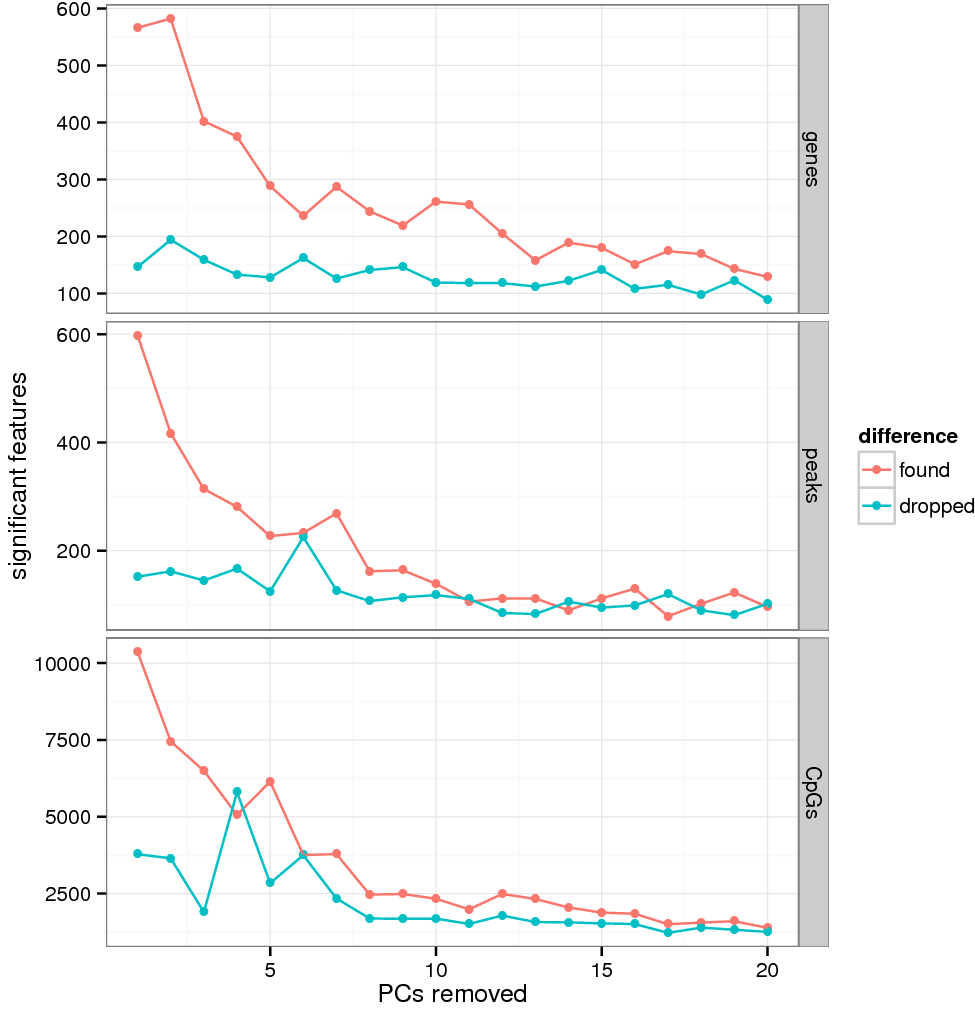 600
500
400
300
200
100
genes
600
400
200
peaks
10000
7500
5000
2500
CpGs
5 10 15 20
PCs removed
significant features
difference
found
dropped